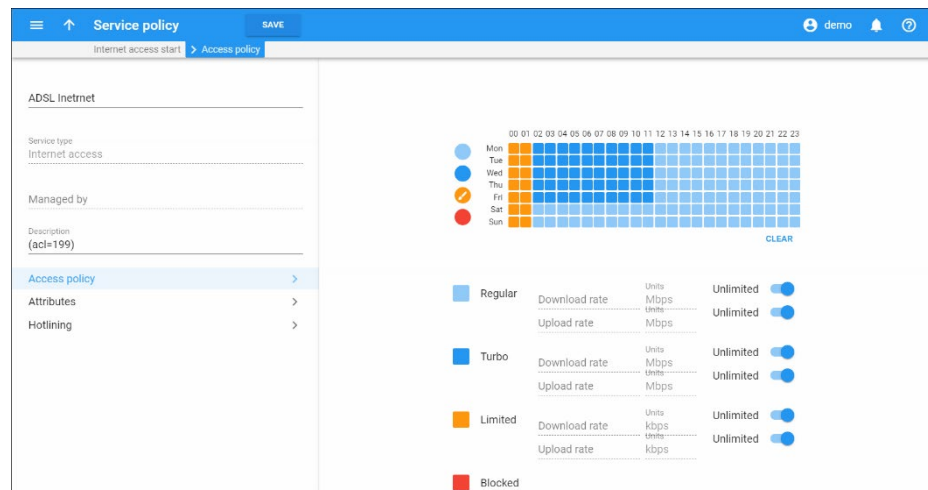 Service policy SAVE demo
Internet access start Access policy
ADSL Inetrnet
Service type
Internet access
Managed by
Description
(acl=199)
Access policy
Attributes
Hotlining
00 01 02 03 04 05 06 07 08 09 10 11 12 13 14 15 16 17 18 19 20 21 22 23
Mon
Tue
Wed
Thu
Fri
Sat
Sun
CLEAR
Regular
Download rate
Units
Mbps
Unlimited
Upload rate
Units
Mbps
Unlimited
Turbo
Download rate
Units
Mbps
Unlimited
Upload rate
Units
Mbps
Unlimited
Limited
Download rate
Units
kbps
Unlimited
Upload rate
Units
kbps
Unlimited
Blocked